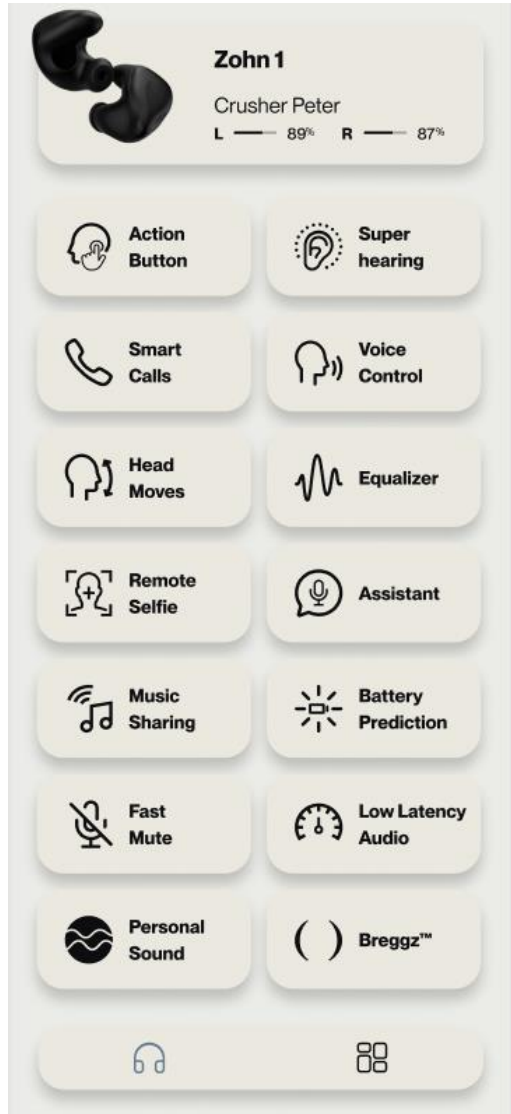 Zohn 1
Crusher Peter
L 89% R 87%
Action
Button
Super
hearing
Smart
Calls
Voice
Control
Head
Moves
Equalizer
Remote
Selfie
Assistant
Music
Sharing
Battery
Prediction
Fast
Mute
Low Latency
Audio
Personal
Sound
( ) Breggz™